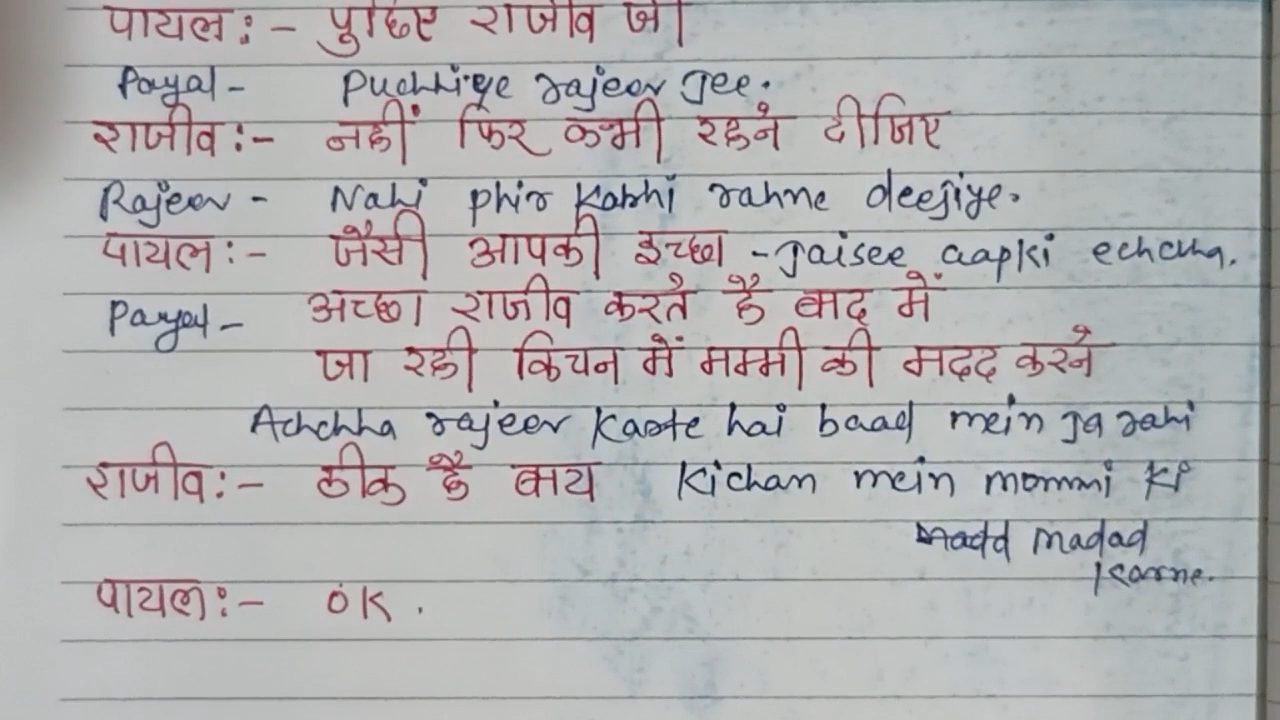 पायल:- पुछिए राजीव जी
Payal- Puchhiye rajeev Jee.
राजीव:- नहीं फिर कभी रहने दीजिए
Rajeev- Nahi phir Kabhi rahne deejiye.
पायल:- जैसी आपकी इच्छा - Jaisee aapki echchha.
Payal- अच्छा राजीव करते है बाद में
जा रही किचन में मम्मी की मदद करने
Achchha rajeev Karte hai baad mein ja rahi
राजीव:- ठीक है बाय Kichan mein mommi ki
madad
Karne.
पायल:- OK.